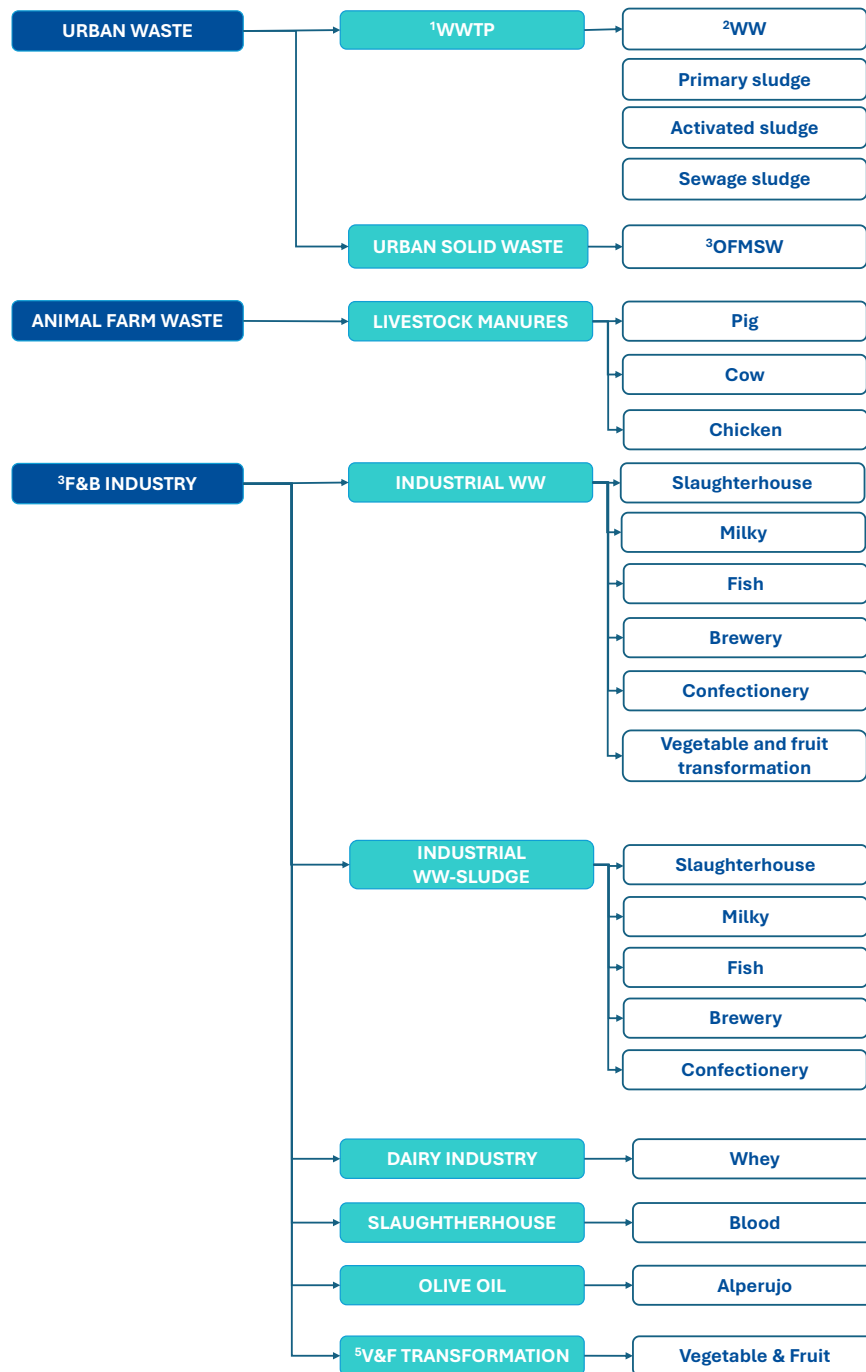 URBAN WASTE
¹WWTP
²WW
Primary sludge
Activated sludge
Sewage sludge
URBAN SOLID WASTE
³OFMSW
ANIMAL FARM WASTE
LIVESTOCK MANURES
Pig
Cow
Chicken
³F&B INDUSTRY
INDUSTRIAL WW
Slaughterhouse
Milky
Fish
Brewery
Confectionery
Vegetable and fruit
transformation
INDUSTRIAL
WW-SLUDGE
Slaughterhouse
Milky
Fish
Brewery
Confectionery
DAIRY INDUSTRY
Whey
SLAUGHTHERHOUSE
Blood
OLIVE OIL
Alperujo
⁵V&F TRANSFORMATION
Vegetable & Fruit